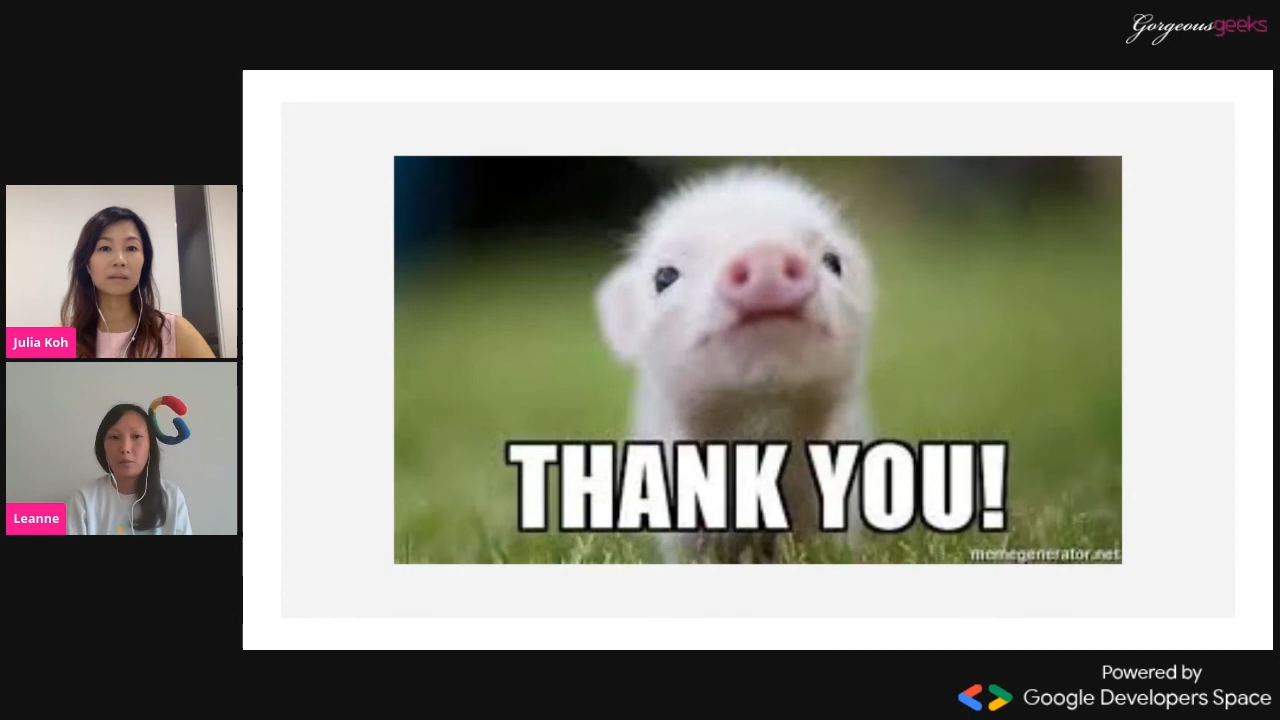 Gorgeousgeeks
Julia Koh
Leanne
THANK YOU!
memegenerator.net
Powered by
Google Developers Space